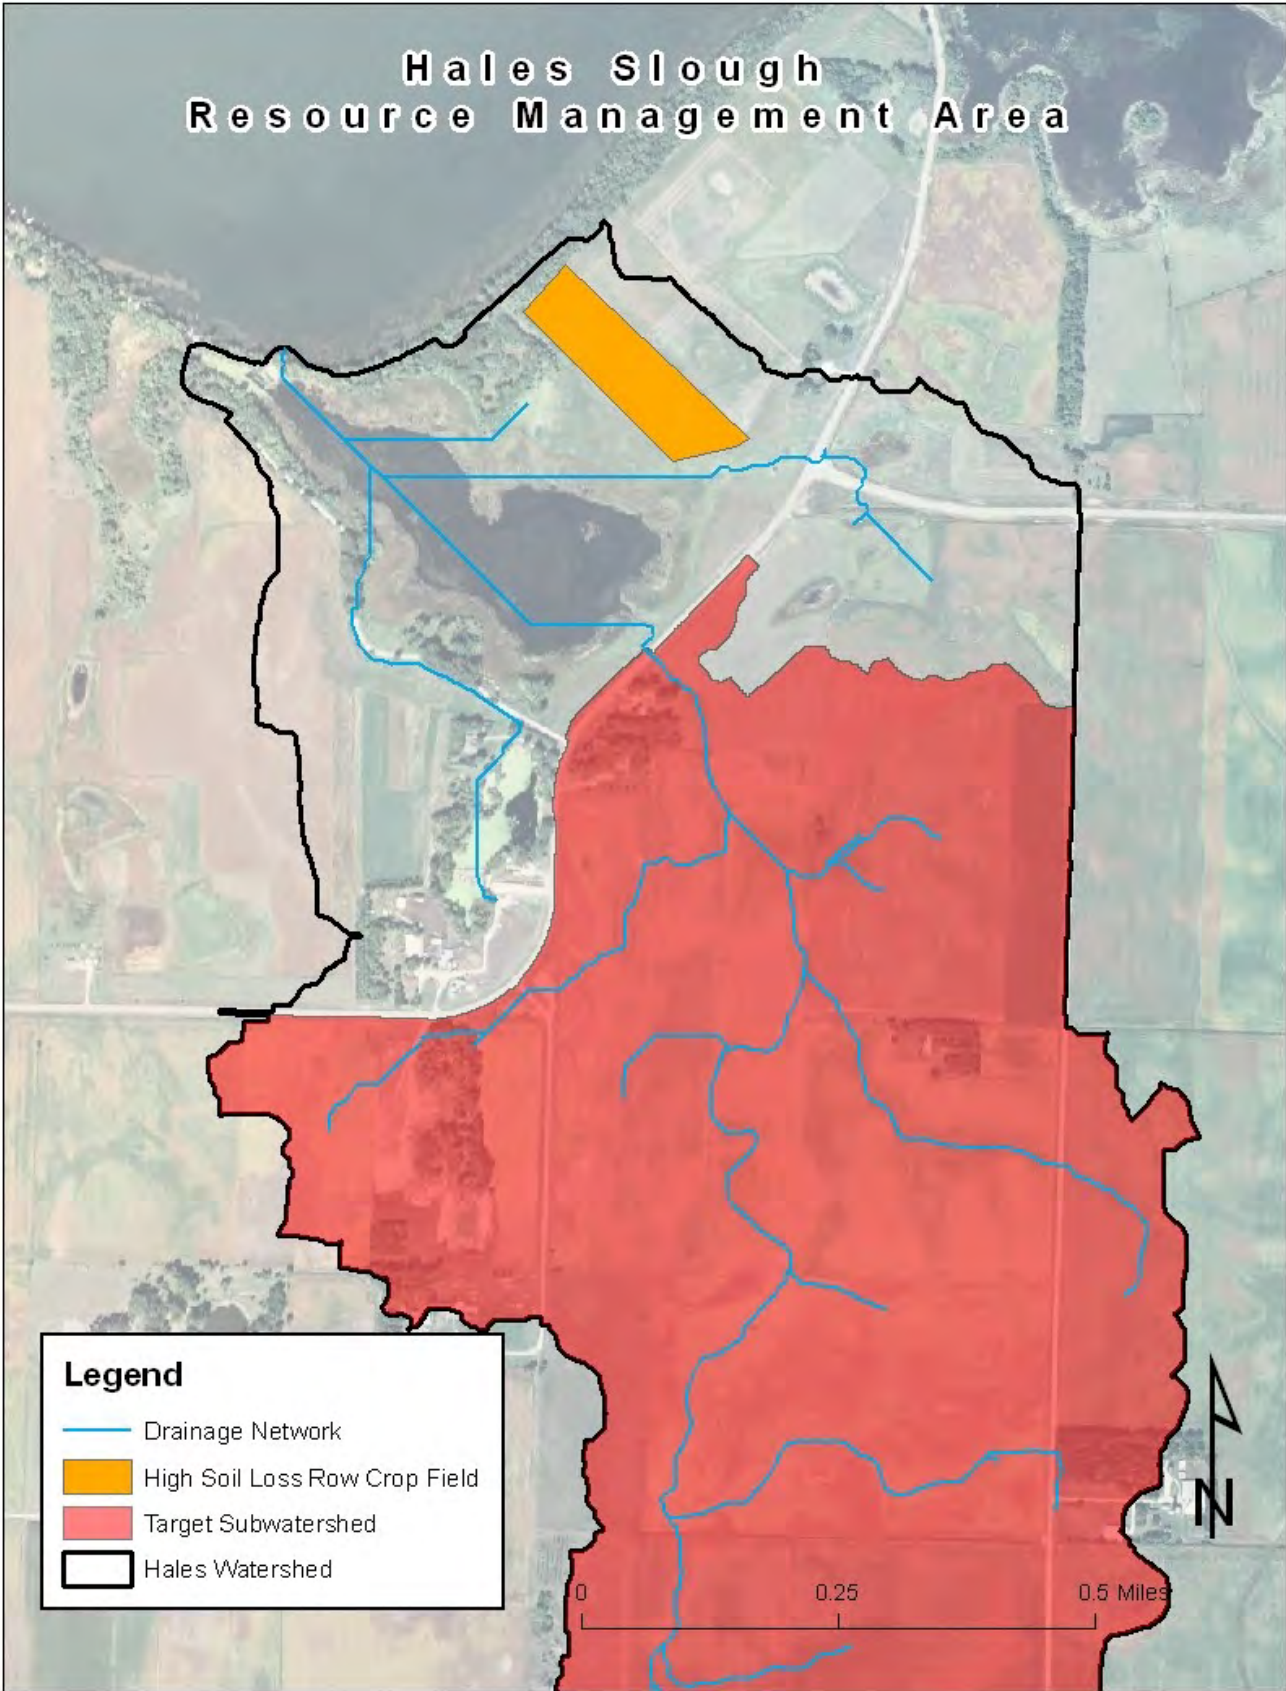 Hales Slough
Resource Management Area
Legend
Drainage Network
High Soil Loss Row Crop Field
Target Subwatershed
Hales Watershed
N
0 0.25 0.5 Miles